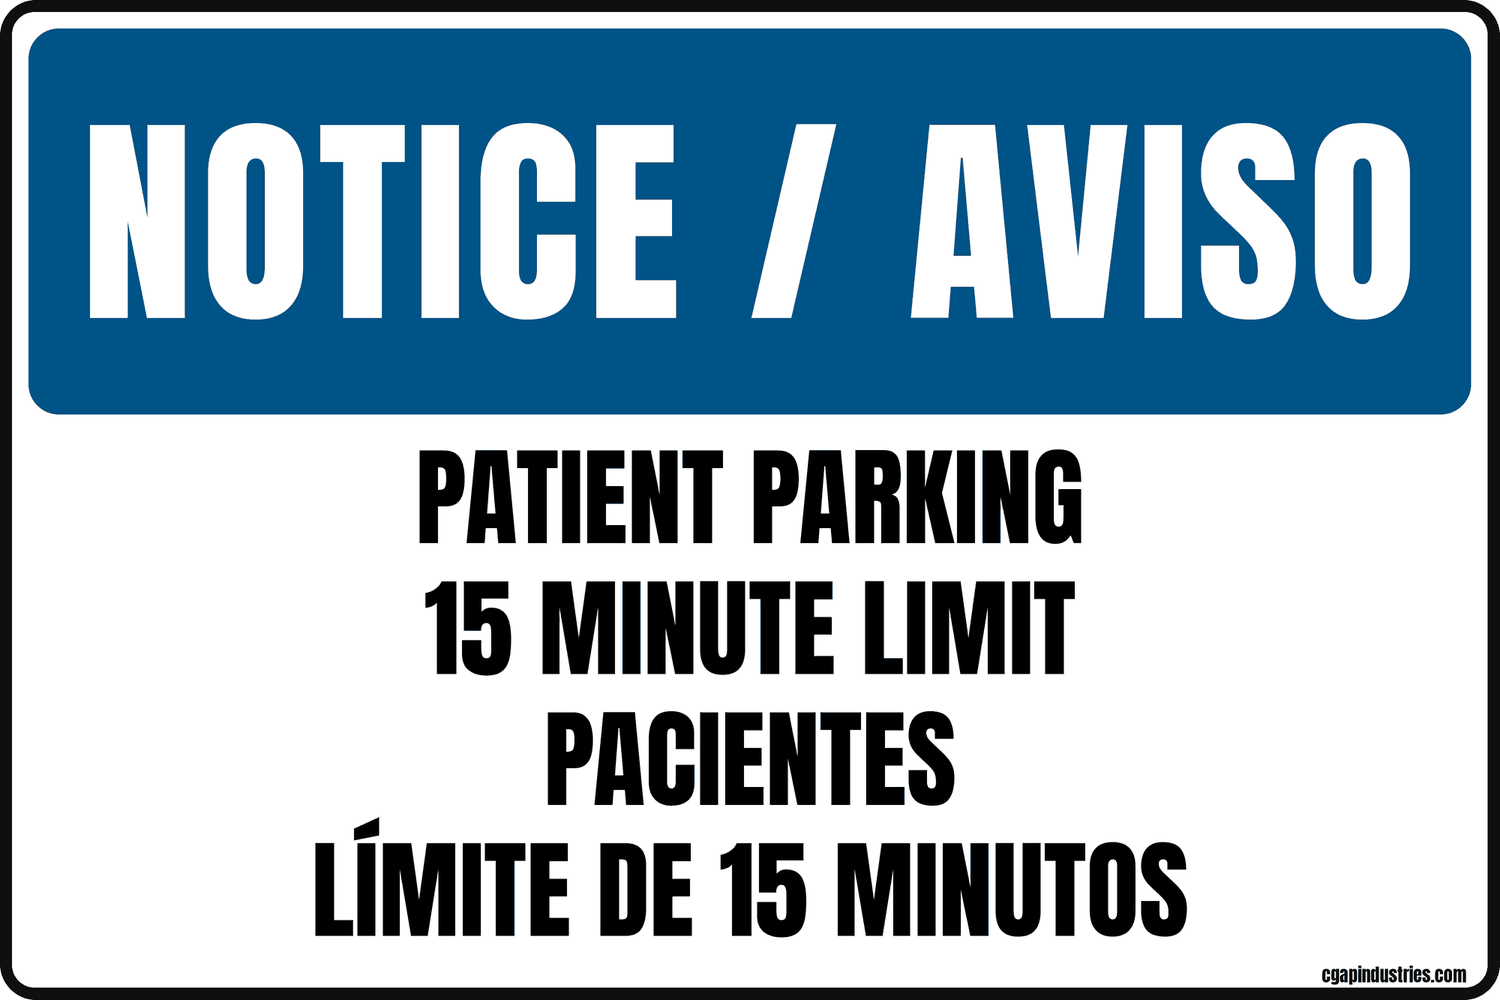 NOTICE / AVISO
PATIENT PARKING
15 MINUTE LIMIT
PACIENTES
LÍMITE DE 15 MINUTOS
cgapindustries.com